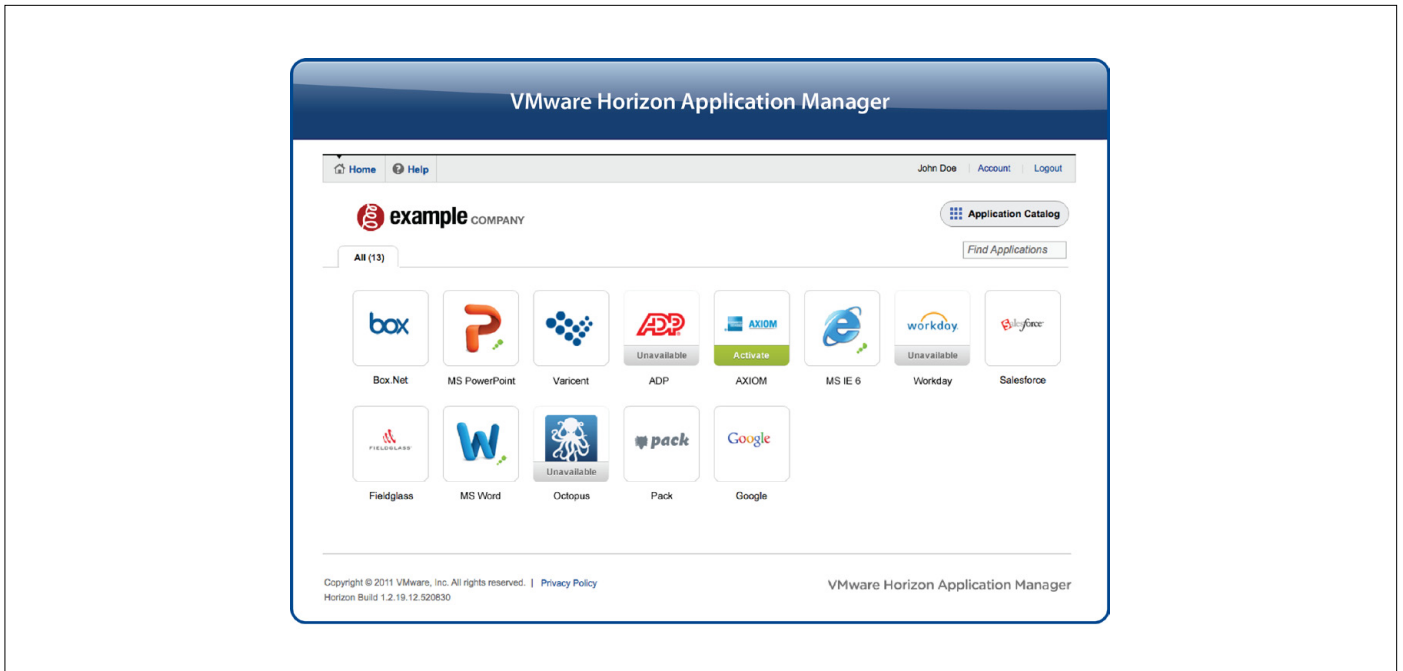 VMware Horizon Application Manager
Home Help John Doe Account Logout
example COMPANY Application Catalog
All (13) Find Applications
box ADP AXIOM workday salesforce
Unavailable Activate Unavailable
Box.Net MS PowerPoint Varicent ADP AXIOM MS IE 6 Workday Salesforce
FIELDGLASS pack Google
Unavailable
Fieldglass MS Word Octopus Pack Google
Copyright © 2011 VMware, Inc. All rights reserved. | Privacy Policy VMware Horizon Application Manager
Horizon Build 1.2.19.12.520830